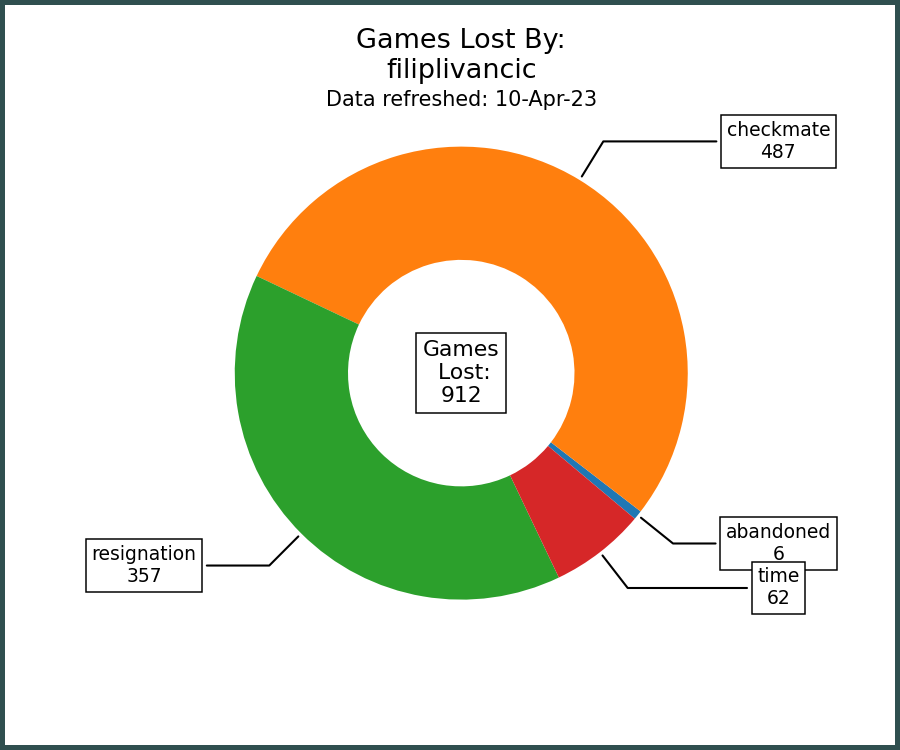 Games Lost By:
filiplivancic
Data refreshed: 10-Apr-23
checkmate
487
Games
Lost:
912
abandoned
6
resignation
357
time
62